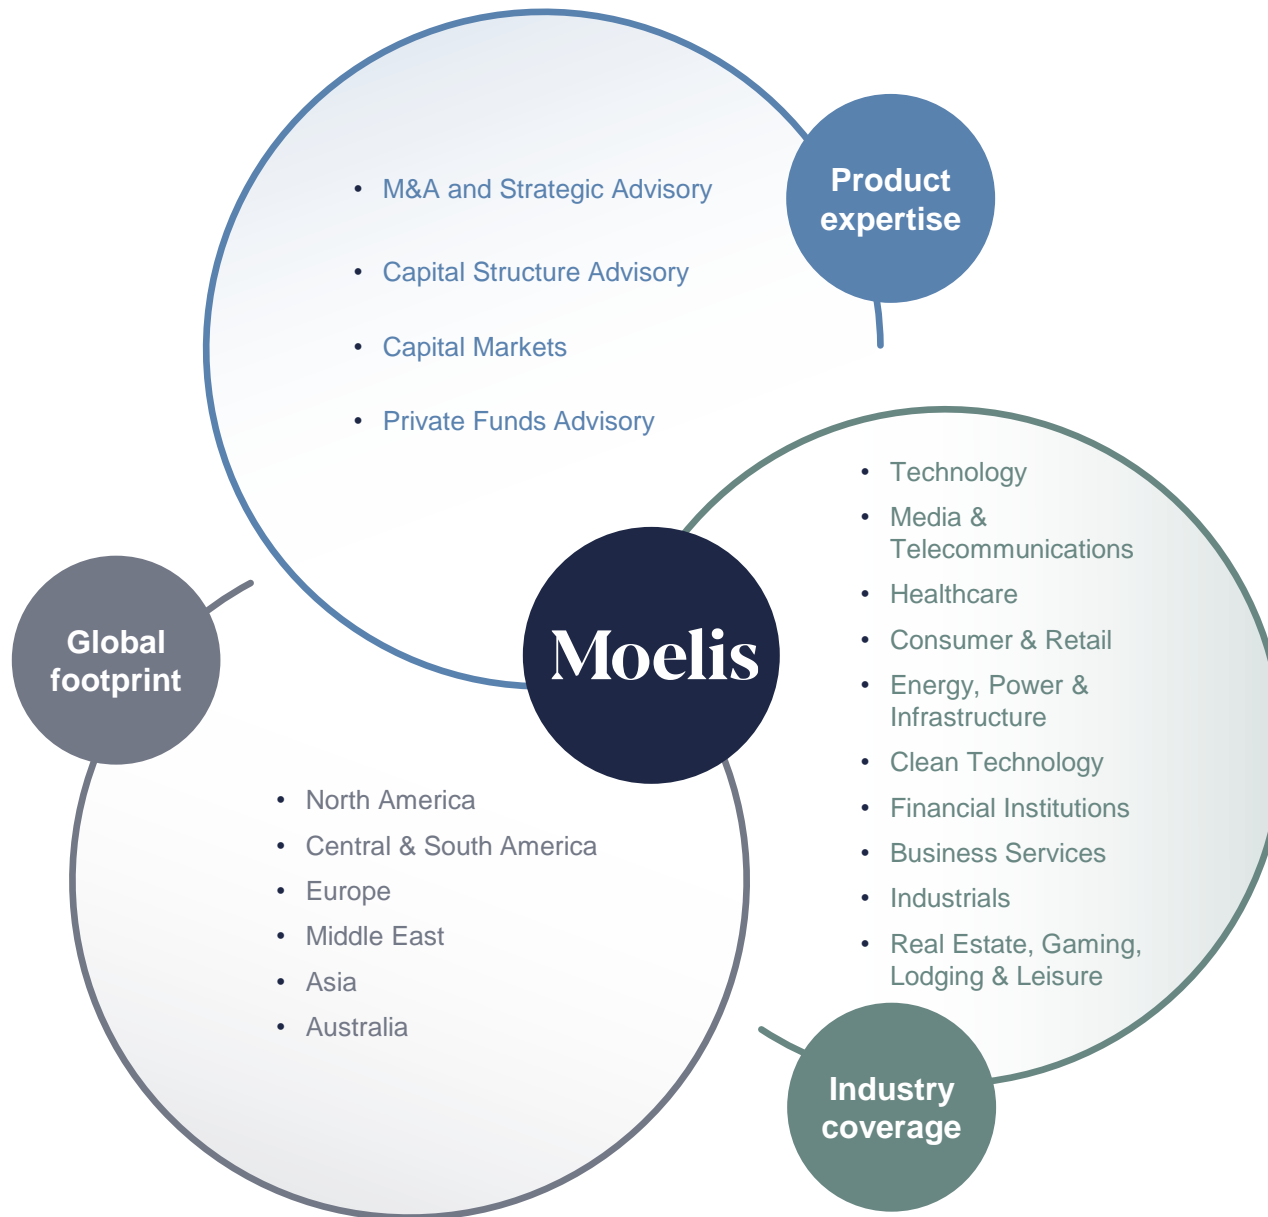 Product
expertise
• M&A and Strategic Advisory
• Capital Structure Advisory
• Capital Markets
• Private Funds Advisory
• Technology
• Media &
Telecommunications
• Healthcare
• Consumer & Retail
• Energy, Power &
Infrastructure
• Clean Technology
• Financial Institutions
• Business Services
• Industrials
• Real Estate, Gaming,
Lodging & Leisure
Industry
coverage
Moelis
Global
footprint
• North America
• Central & South America
• Europe
• Middle East
• Asia
• Australia